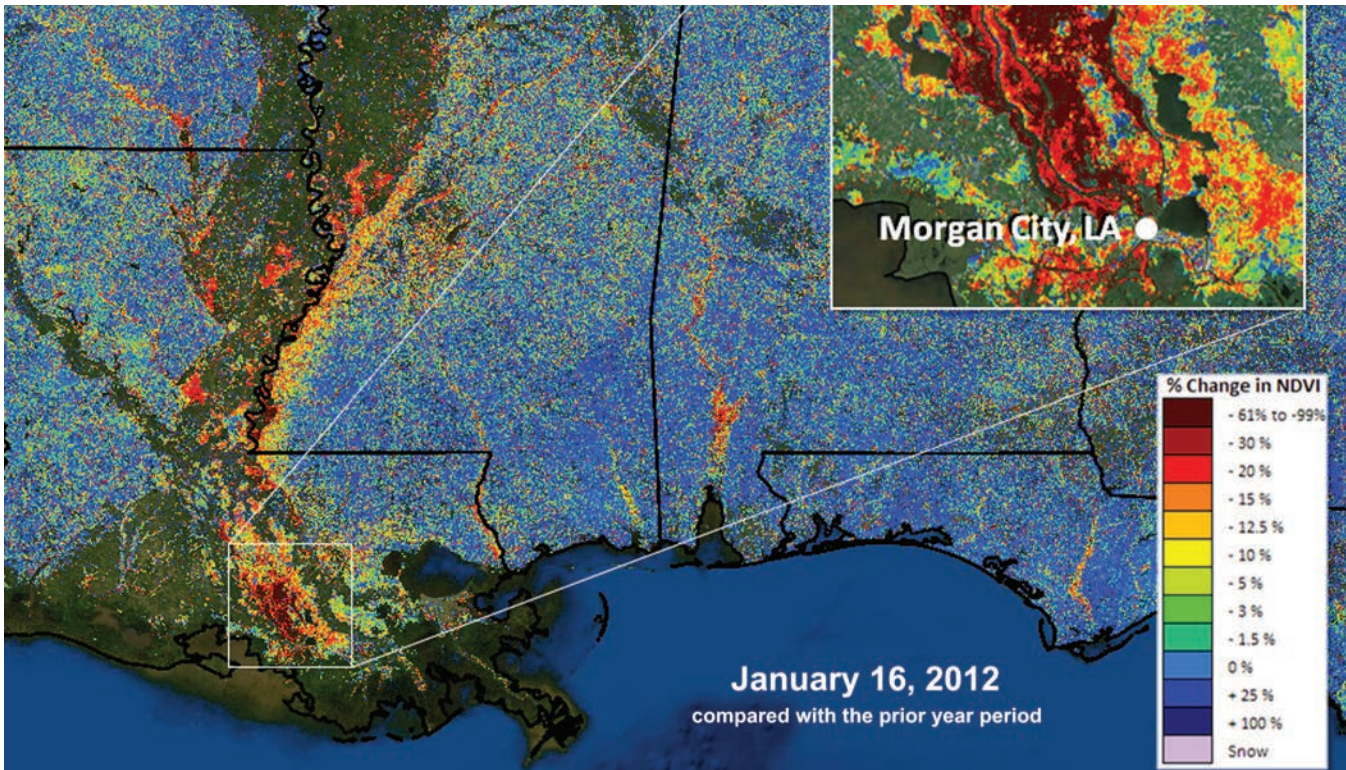 Morgan City, LA
% Change in NDVI
- 61% to -99%
- 30 %
- 20 %
- 15 %
- 12.5 %
- 10 %
- 5 %
- 3 %
- 1.5 %
0 %
+ 25 %
+ 100 %
Snow
January 16, 2012
compared with the prior year period